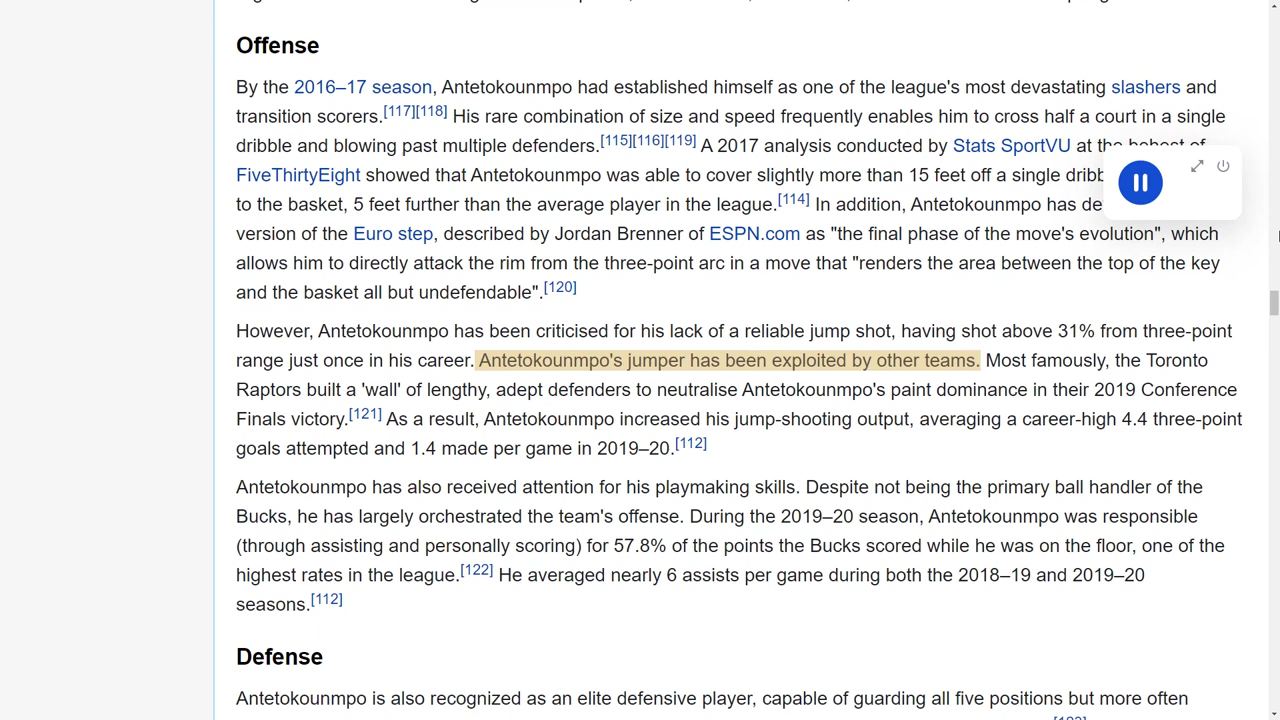 Offense
By the 2016–17 season, Antetokounmpo had established himself as one of the league's most devastating slashers and
transition scorers.[117][118] His rare combination of size and speed frequently enables him to cross half a court in a single
dribble and blowing past multiple defenders.[115][116][119] A 2017 analysis conducted by Stats SportVU at the behest of
FiveThirtyEight showed that Antetokounmpo was able to cover slightly more than 15 feet off a single
to the basket, 5 feet further than the average player in the league.[114] In addition, Antetokounmpo has
version of the Euro step, described by Jordan Brenner of ESPN.com as "the final phase of the move's evolution", which
allows him to directly attack the rim from the three-point arc in a move that "renders the area between the top of the key
and the basket all but undefendable".[120]
However, Antetokounmpo has been criticised for his lack of a reliable jump shot, having shot above 31% from three-point
range just once in his career. Antetokounmpo's jumper has been exploited by other teams. Most famously, the Toronto
Raptors built a 'wall' of lengthy, adept defenders to neutralise Antetokounmpo's paint dominance in their 2019 Conference
Finals victory.[121] As a result, Antetokounmpo increased his jump-shooting output, averaging a career-high 4.4 three-point
goals attempted and 1.4 made per game in 2019–20.[112]
Antetokounmpo has also received attention for his playmaking skills. Despite not being the primary ball handler of the
Bucks, he has largely orchestrated the team's offense. During the 2019–20 season, Antetokounmpo was responsible
(through assisting and personally scoring) for 57.8% of the points the Bucks scored while he was on the floor, one of the
highest rates in the league.[122] He averaged nearly 6 assists per game during both the 2018–19 and 2019–20
seasons.[112]
Defense
Antetokounmpo is also recognized as an elite defensive player, capable of guarding all five positions but more often